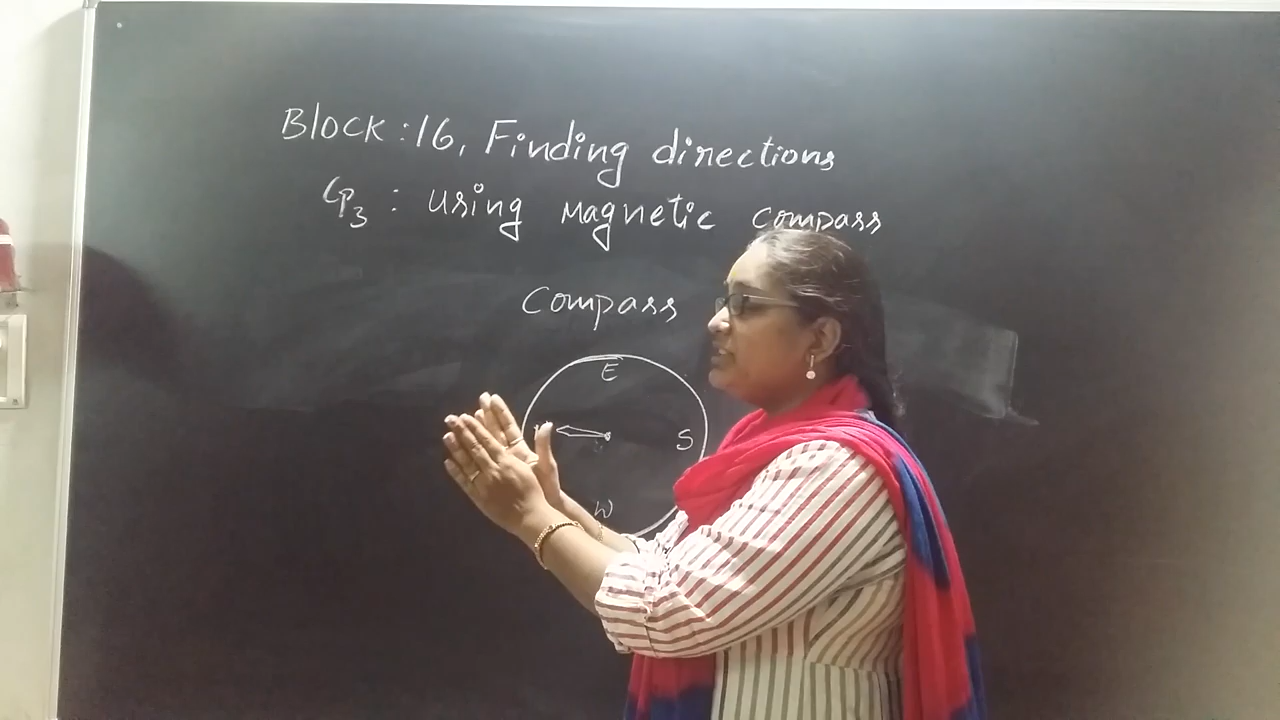 Block : 16, Finding directions
CP3 : using Magnetic compass
Compass
E
S
W